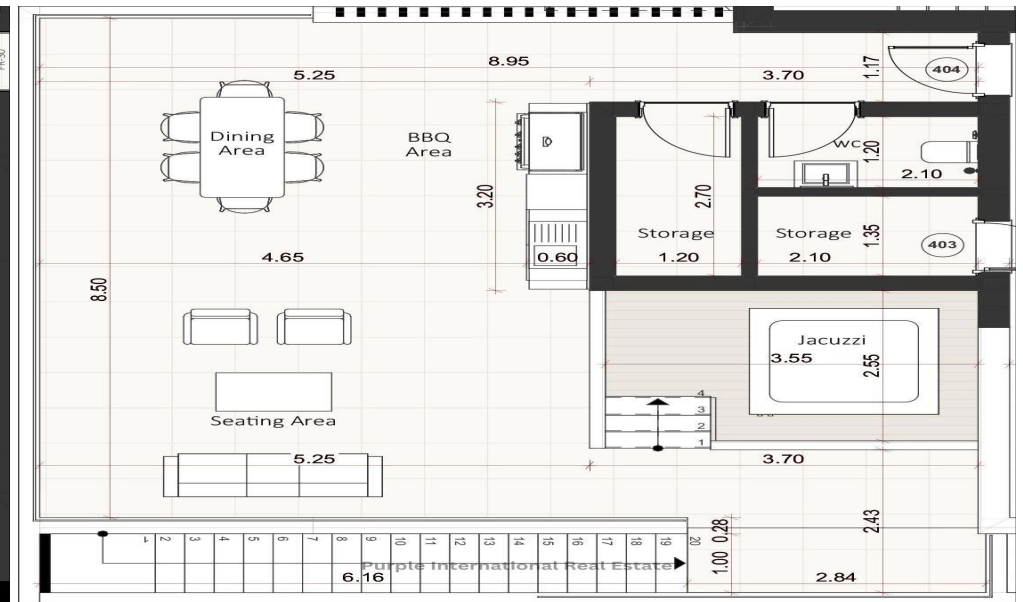 8.95
5.25
3.70
1.17
404
Dining
Area
BBQ
Area
WC
1.20
2.10
3.20
2.70
Storage
1.20
Storage
2.10
1.35
403
4.65
0.60
8.50
Jacuzzi
3.55
2.55
4
3
2
1
Seating Area
5.25
3.70
2.43
0.28
1.00
1 2 3 4 5 6 7 8 9 10 11 12 13 14 15 16 17 18 19 20
Purple International Real Estate
6.16
2.84